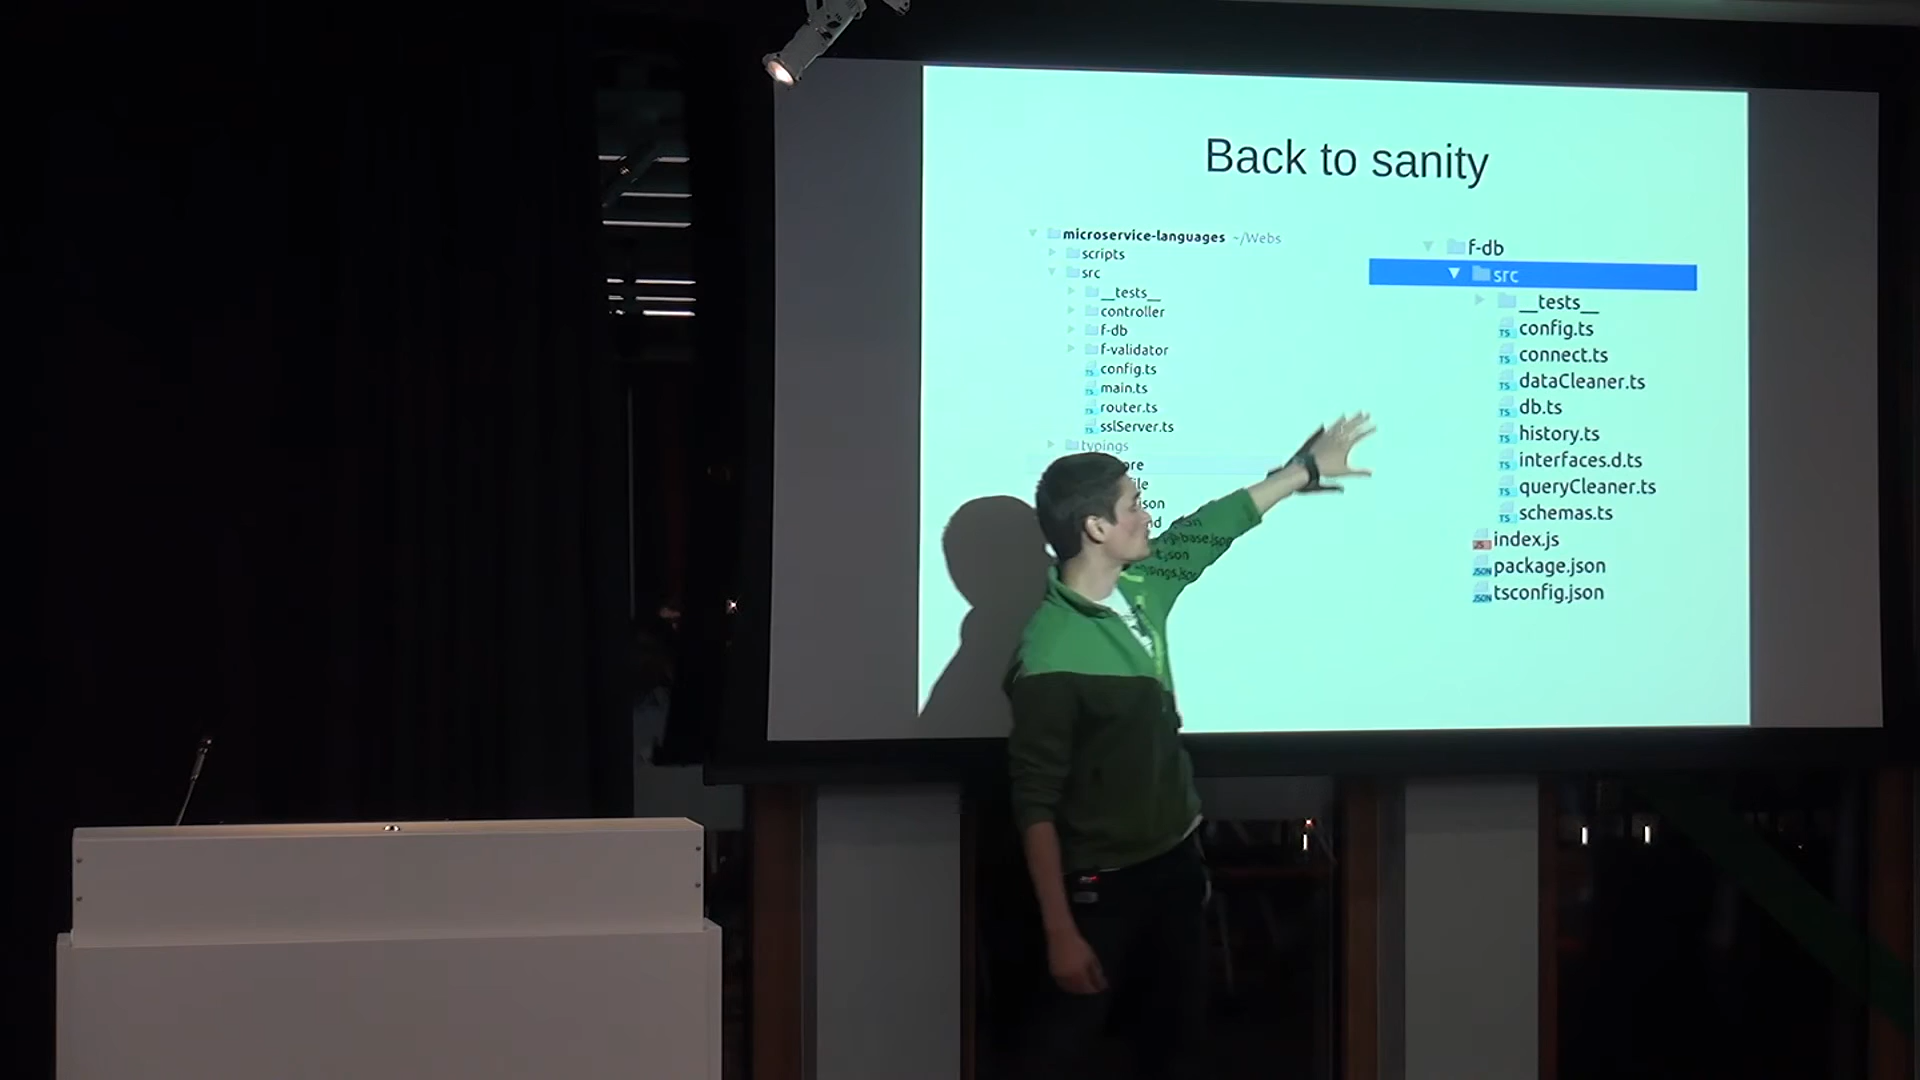 Back to sanity
microservice-languages ~/Webs
scripts
src
__tests__
controller
f-db
f-validator
config.ts
main.ts
router.ts
sslServer.ts
typings
f-db
src
__tests__
config.ts
connect.ts
dataCleaner.ts
db.ts
history.ts
interfaces.d.ts
queryCleaner.ts
schemas.ts
index.js
package.json
tsconfig.json